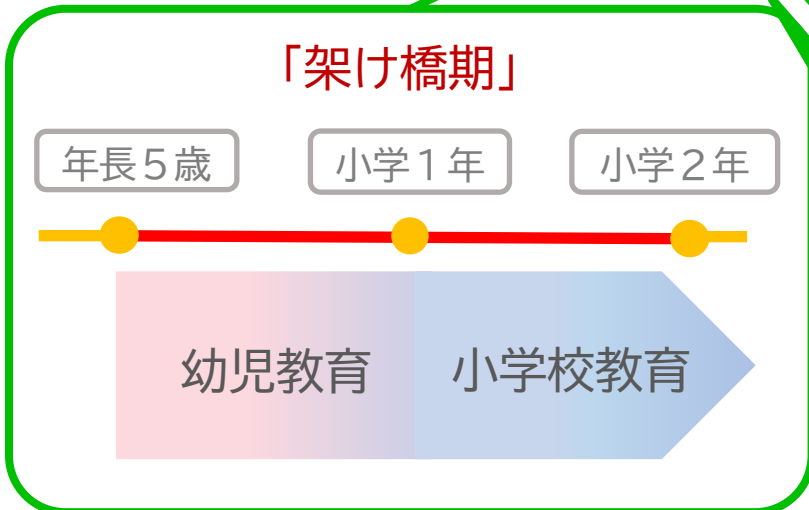 「架け橋期」
年長５歳
小学１年
小学２年
幼児教育
小学校教育